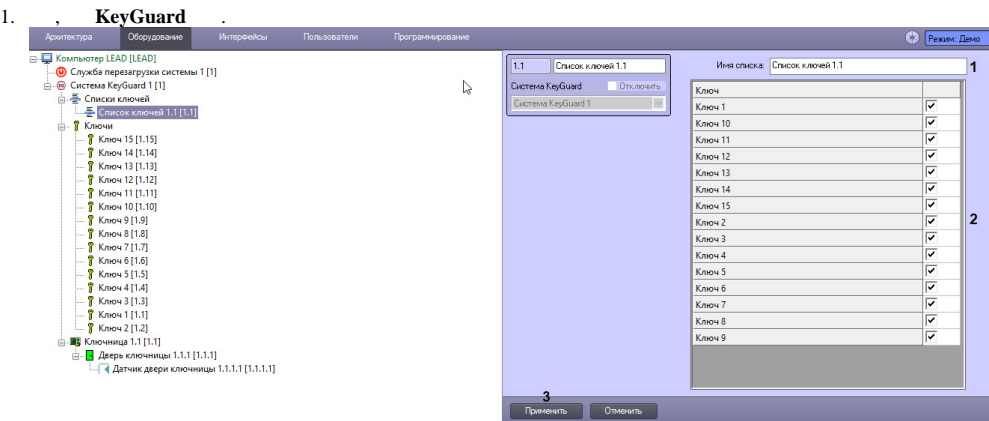 1. , KeyGuard .
Архитектура Оборудование Интерфейсы Пользователи Программирование Режим: Демо
Компьютер LEAD [LEAD]
Служба перезагрузки системы 1 [1]
Система KeyGuard 1 [1]
Списки ключей
Список ключей 1.1 [1.1]
Ключи
Ключ 15 [1.15]
Ключ 14 [1.14]
Ключ 13 [1.13]
Ключ 12 [1.12]
Ключ 11 [1.11]
Ключ 10 [1.10]
Ключ 9 [1.9]
Ключ 8 [1.8]
Ключ 7 [1.7]
Ключ 6 [1.6]
Ключ 5 [1.5]
Ключ 4 [1.4]
Ключ 3 [1.3]
Ключ 1 [1.1]
Ключ 2 [1.2]
Ключница 1.1 [1.1]
Дверь ключницы 1.1.1 [1.1.1]
Датчик двери ключницы 1.1.1.1 [1.1.1.1]
1.1 Список ключей 1.1
Система KeyGuard Отключить
Система KeyGuard 1
Имя списка: Список ключей 1.1 1
Ключ
Ключ 1
Ключ 10
Ключ 11
Ключ 12
Ключ 13
Ключ 14
Ключ 15
Ключ 2 2
Ключ 3
Ключ 4
Ключ 5
Ключ 6
Ключ 7
Ключ 8
Ключ 9
3
Применить Отменить